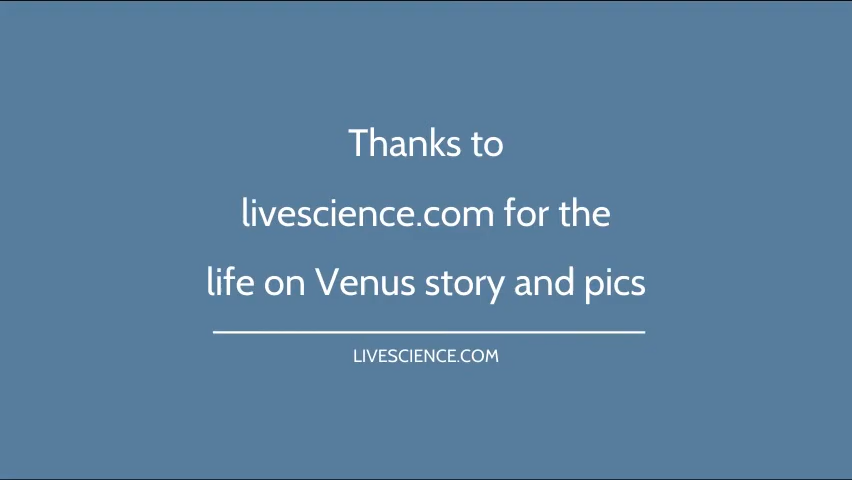 Thanks to
livescience.com for the
life on Venus story and pics
LIVESCIENCE.COM